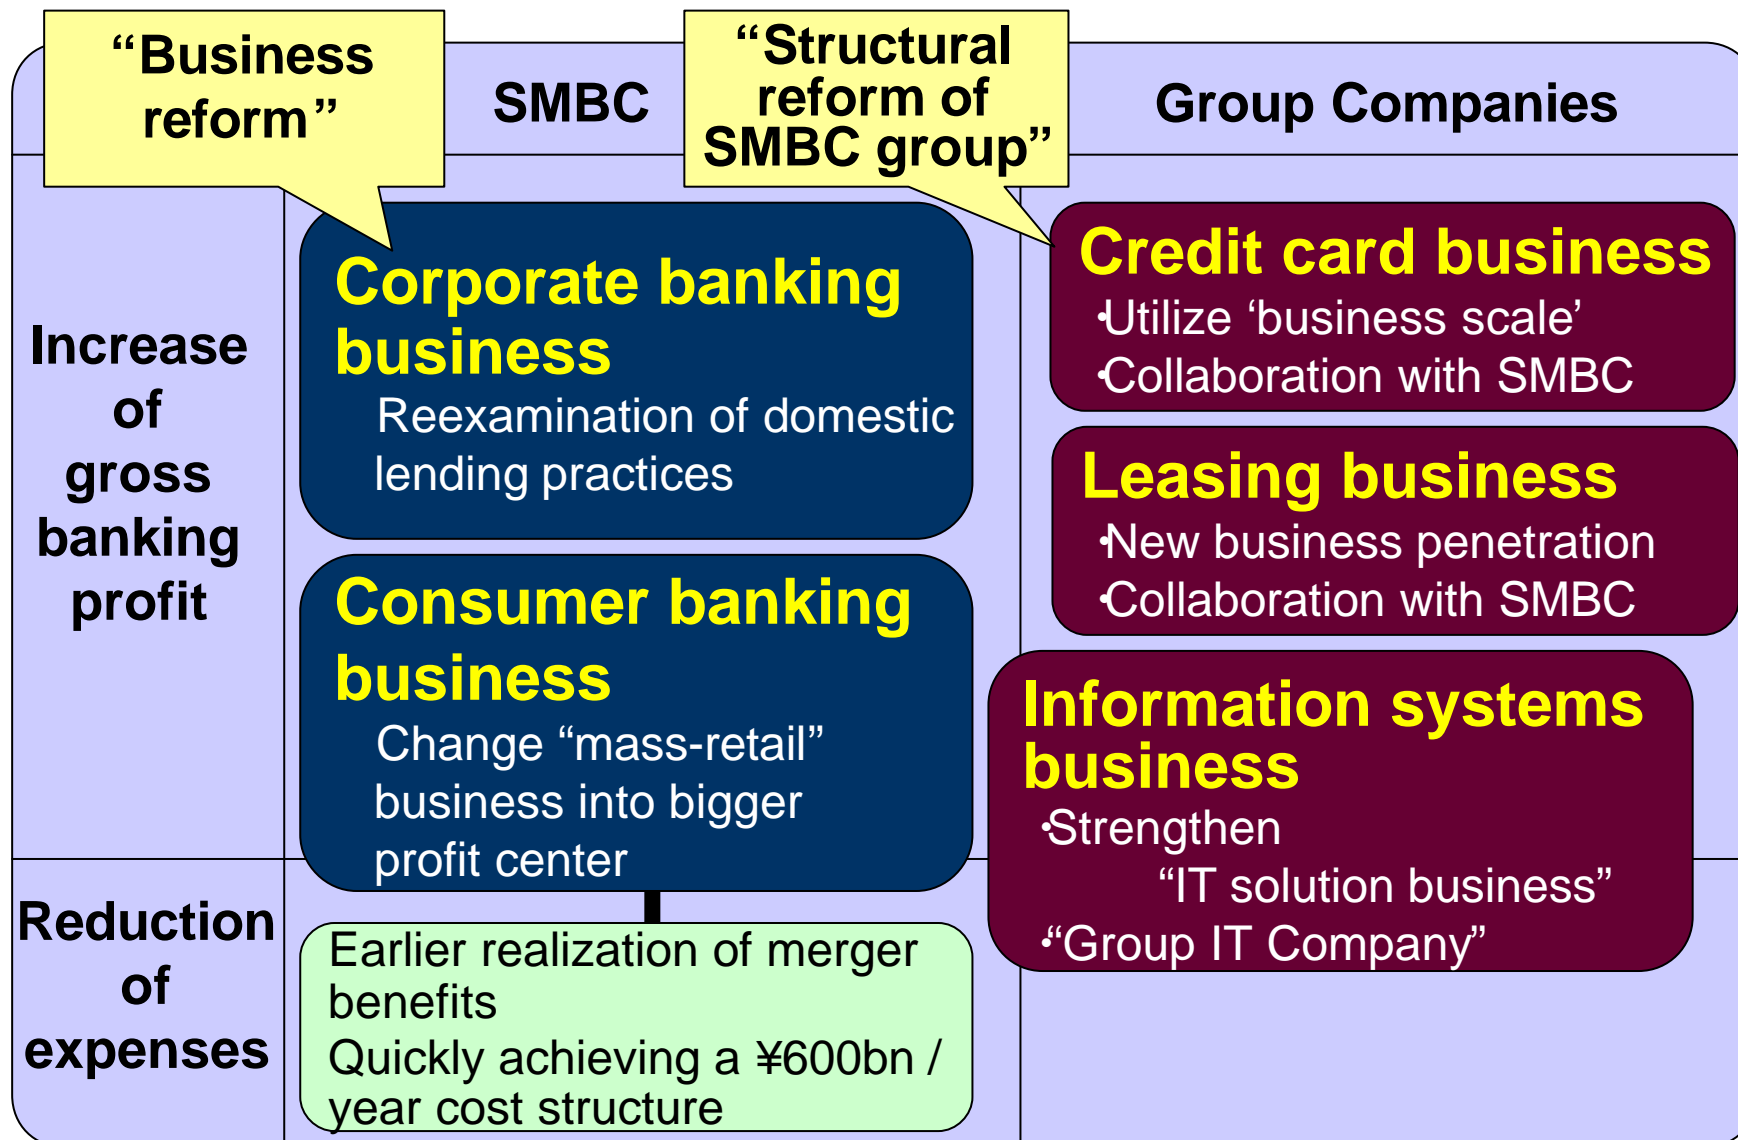 “Business
reform”
SMBC
“Structural
reform of
SMBC group”
Group Companies
Increase
of
gross
banking
profit
Corporate banking
business
Reexamination of domestic
lending practices
Consumer banking
business
Change “mass-retail”
business into bigger
profit center
Credit card business
·Utilize ‘business scale’
·Collaboration with SMBC
Leasing business
·New business penetration
·Collaboration with SMBC
Information systems
business
·Strengthen
“IT solution business”
·“Group IT Company”
Reduction
of
expenses
Earlier realization of merger
benefits
Quickly achieving a ¥600bn /
year cost structure